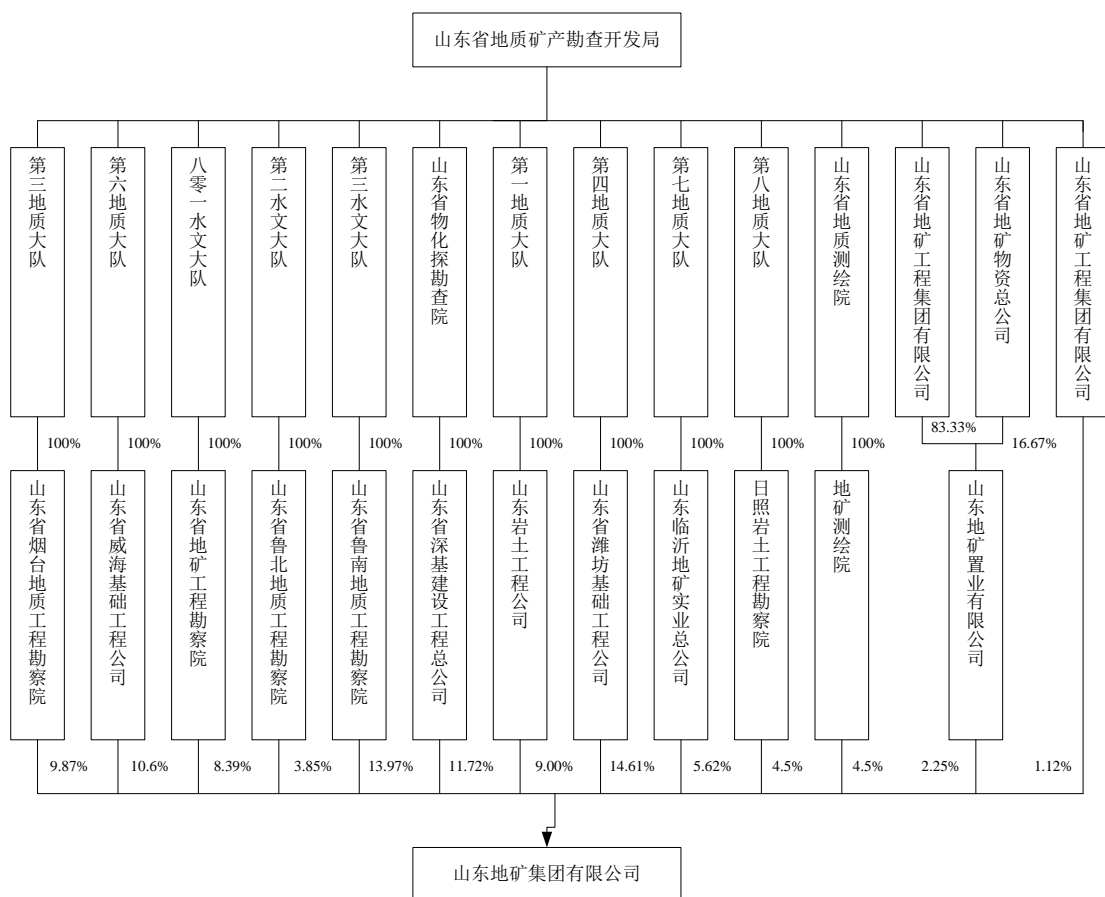 山东省地质矿产勘查开发局
第三地质大队
第六地质大队
八零一水文大队
第二水文大队
第三水文大队
山东省物化探勘查院
第一地质大队
第四地质大队
第七地质大队
第八地质大队
山东省地质测绘院
山东省地矿工程集团有限公司
山东省地矿物资总公司
山东省地矿工程集团有限公司
100%
100%
100%
100%
100%
100%
100%
100%
100%
100%
100%
83.33%
16.67%
山东省烟台地质工程勘察院
山东省威海基础工程公司
山东省地矿工程勘察院
山东省鲁北地质工程勘察院
山东省鲁南地质工程勘察院
山东省深基建设工程总公司
山东岩土工程公司
山东省潍坊基础工程公司
山东临沂地矿实业总公司
日照岩土工程勘察院
地矿测绘院
山东地矿置业有限公司
9.87%
10.6%
8.39%
3.85%
13.97%
11.72%
9.00%
14.61%
5.62%
4.5%
4.5%
2.25%
1.12%
山东地矿集团有限公司